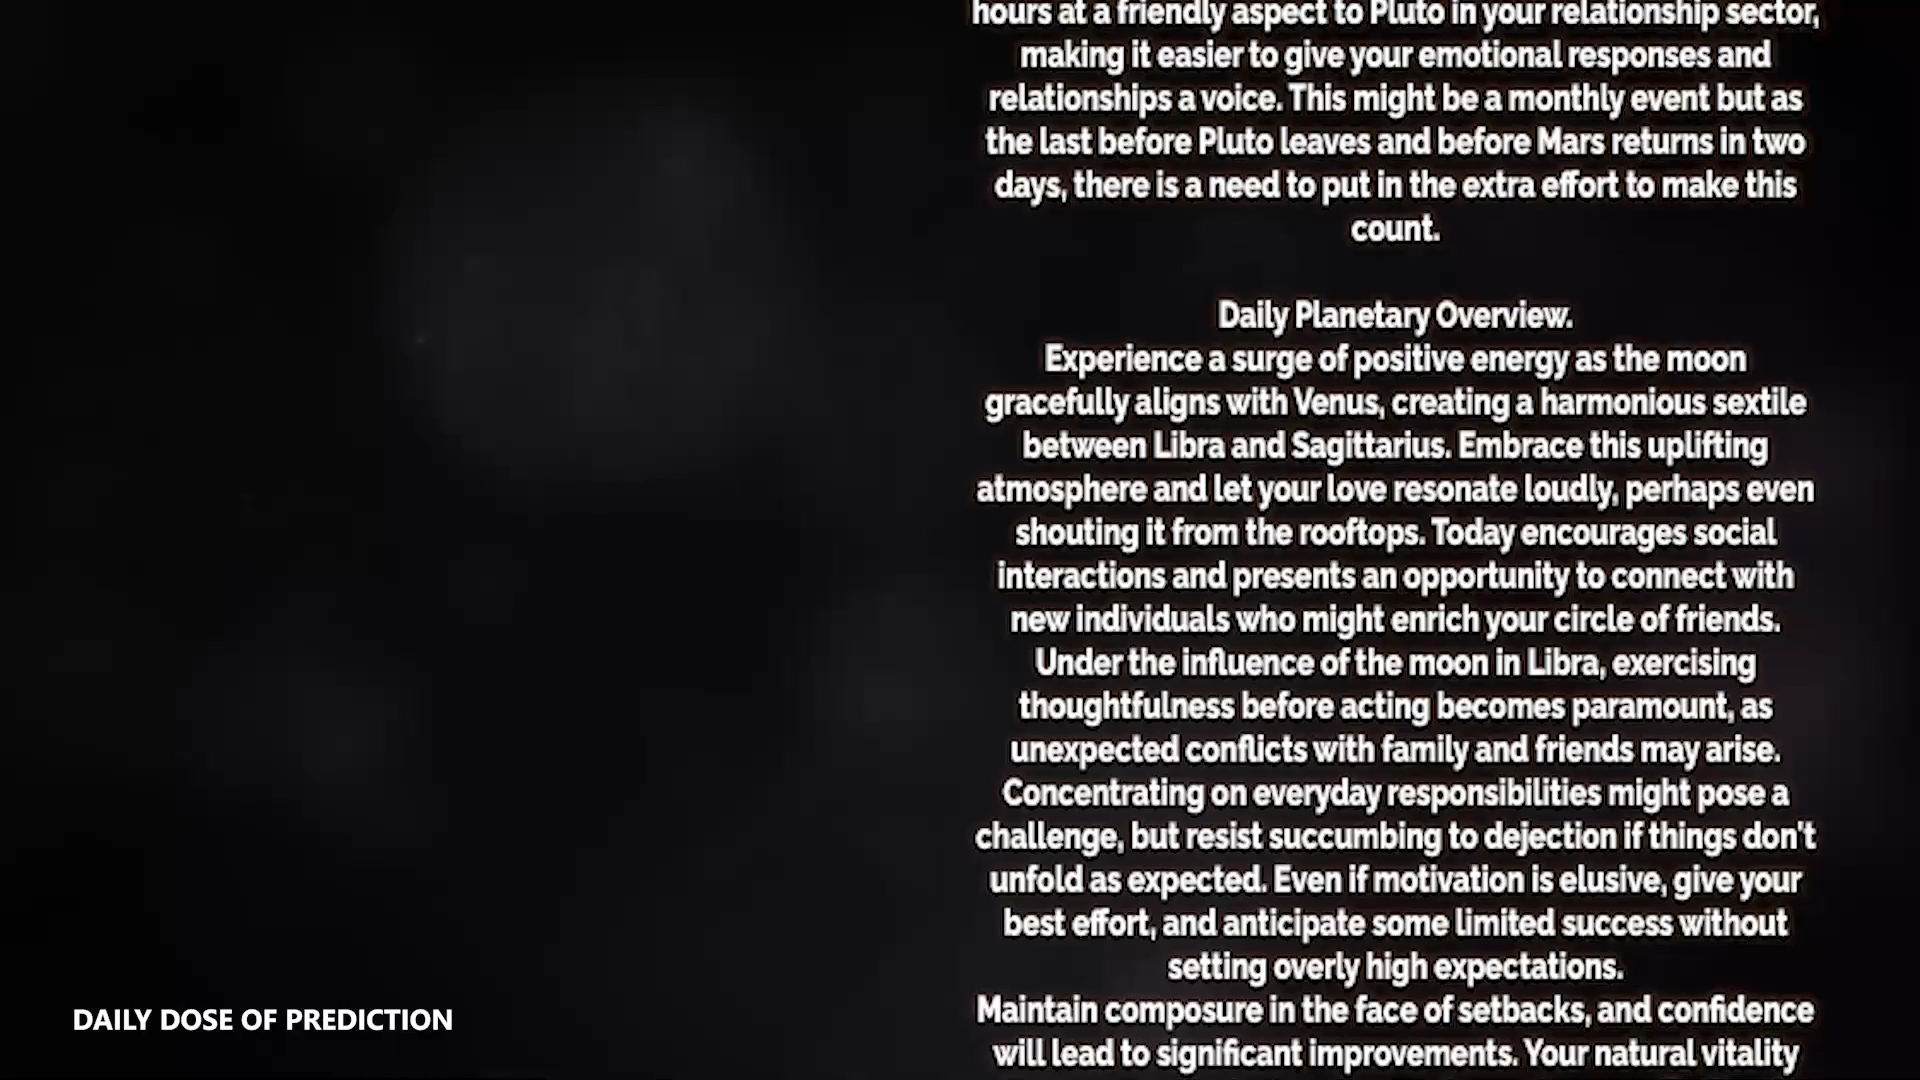 hours at a friendly aspect to Pluto in your relationship sector,
making it easier to give your emotional responses and
relationships a voice. This might be a monthly event but as
the last before Pluto leaves and before Mars returns in two
days, there is a need to put in the extra effort to make this
count.
Daily Planetary Overview.
Experience a surge of positive energy as the moon
gracefully aligns with Venus, creating a harmonious sextile
between Libra and Sagittarius. Embrace this uplifting
atmosphere and let your love resonate loudly, perhaps even
shouting it from the rooftops. Today encourages social
interactions and presents an opportunity to connect with
new individuals who might enrich your circle of friends.
Under the influence of the moon in Libra, exercising
thoughtfulness before acting becomes paramount, as
unexpected conflicts with family and friends may arise.
Concentrating on everyday responsibilities might pose a
challenge, but resist succumbing to dejection if things don't
unfold as expected. Even if motivation is elusive, give your
best effort, and anticipate some limited success without
setting overly high expectations.
Maintain composure in the face of setbacks, and confidence
will lead to significant improvements. Your natural vitality
DAILY DOSE OF PREDICTION